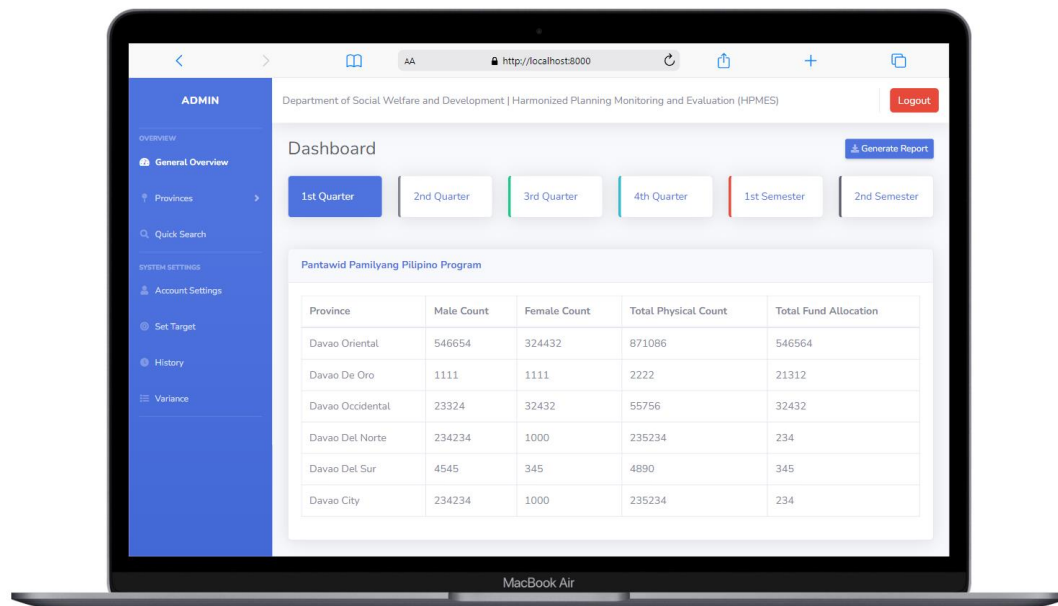 AA
http://localhost:8000
ADMIN
Department of Social Welfare and Development | Harmonized Planning Monitoring and Evaluation (HPMES)
Logout
OVERVIEW
General Overview
Provinces
Quick Search
SYSTEM SETTINGS
Account Settings
Set Target
History
Variance
Dashboard
Generate Report
1st Quarter 2nd Quarter 3rd Quarter 4th Quarter 1st Semester 2nd Semester
Pantawid Pamilyang Pilipino Program
Province Male Count Female Count Total Physical Count Total Fund Allocation
Davao Oriental 546654 324432 871086 546564
Davao De Oro 1111 1111 2222 21312
Davao Occidental 23324 32432 55756 32432
Davao Del Norte 234234 1000 235234 234
Davao Del Sur 4545 345 4890 345
Davao City 234234 1000 235234 234
MacBook Air